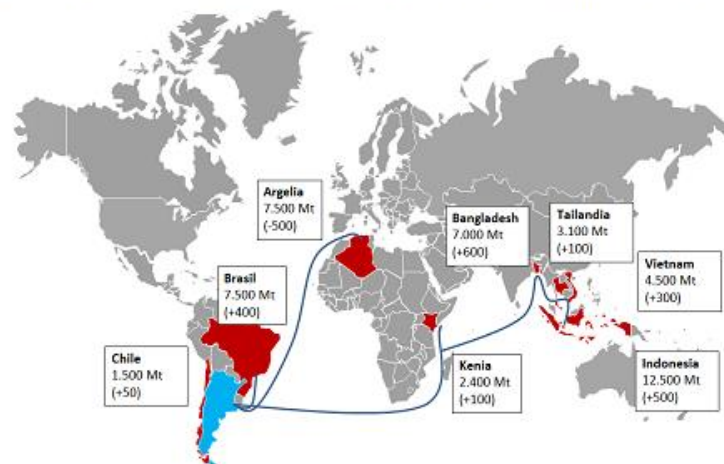 Argelia
7.500 Mt
(-500)
Bangladesh
7.000 Mt
(+600)
Tailandia
3.100 Mt
(+100)
Vietnam
4.500 Mt
(+300)
Brasil
7.500 Mt
(+400)
Chile
1.500 Mt
(+50)
Kenia
2.400 Mt
(+100)
Indonesia
12.500 Mt
(+500)